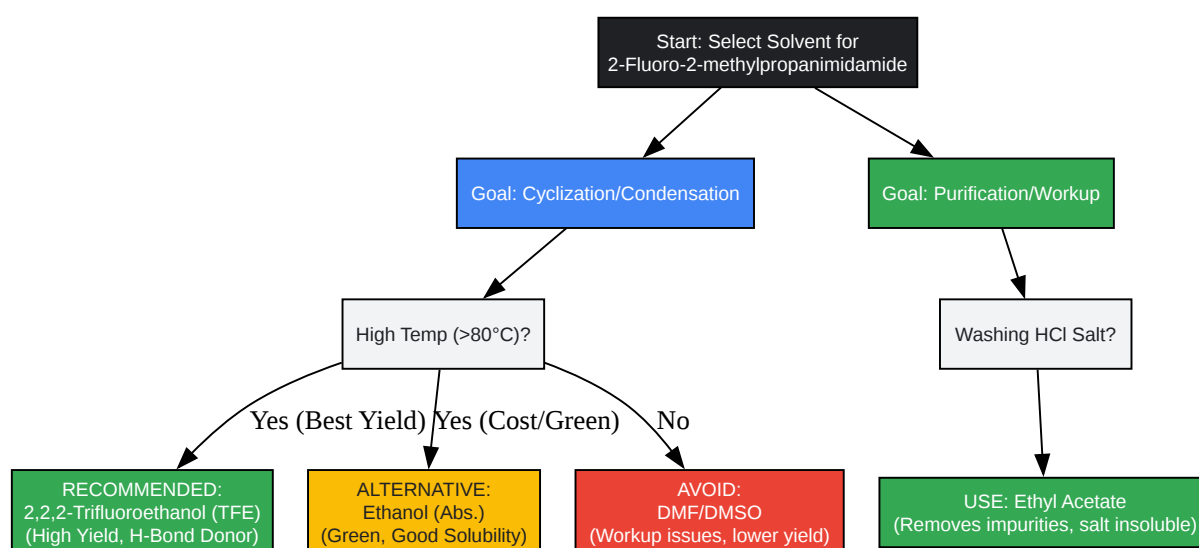 Start: Select Solvent for
2-Fluoro-2-methylpropanimidamide
Goal: Cyclization/Condensation
Goal: Purification/Workup
High Temp (>80°C)?
Washing HCl Salt?
Yes (Best Yield)
Yes (Cost/Green)
No
RECOMMENDED:
2,2,2-Trifluoroethanol (TFE)
(High Yield, H-Bond Donor)
ALTERNATIVE:
Ethanol (Abs.)
(Green, Good Solubility)
AVOID:
DMF/DMSO
(Workup issues, lower yield)
USE: Ethyl Acetate
(Removes impurities, salt insoluble)